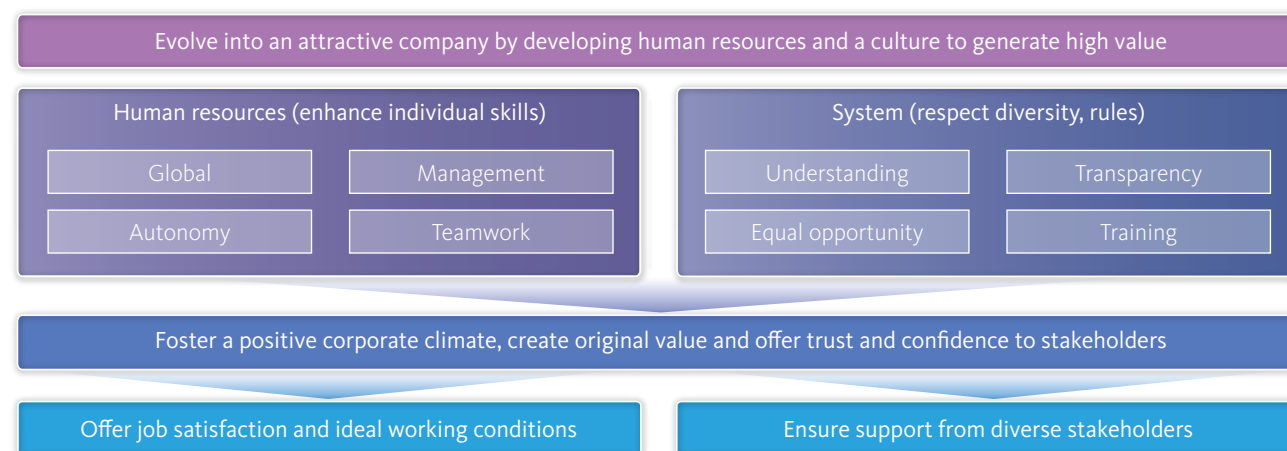 Evolve into an attractive company by developing human resources and a culture to generate high value
Human resources (enhance individual skills)
Global
Management
Autonomy
Teamwork
System (respect diversity, rules)
Understanding
Transparency
Equal opportunity
Training
Foster a positive corporate climate, create original value and offer trust and confidence to stakeholders
Offer job satisfaction and ideal working conditions
Ensure support from diverse stakeholders